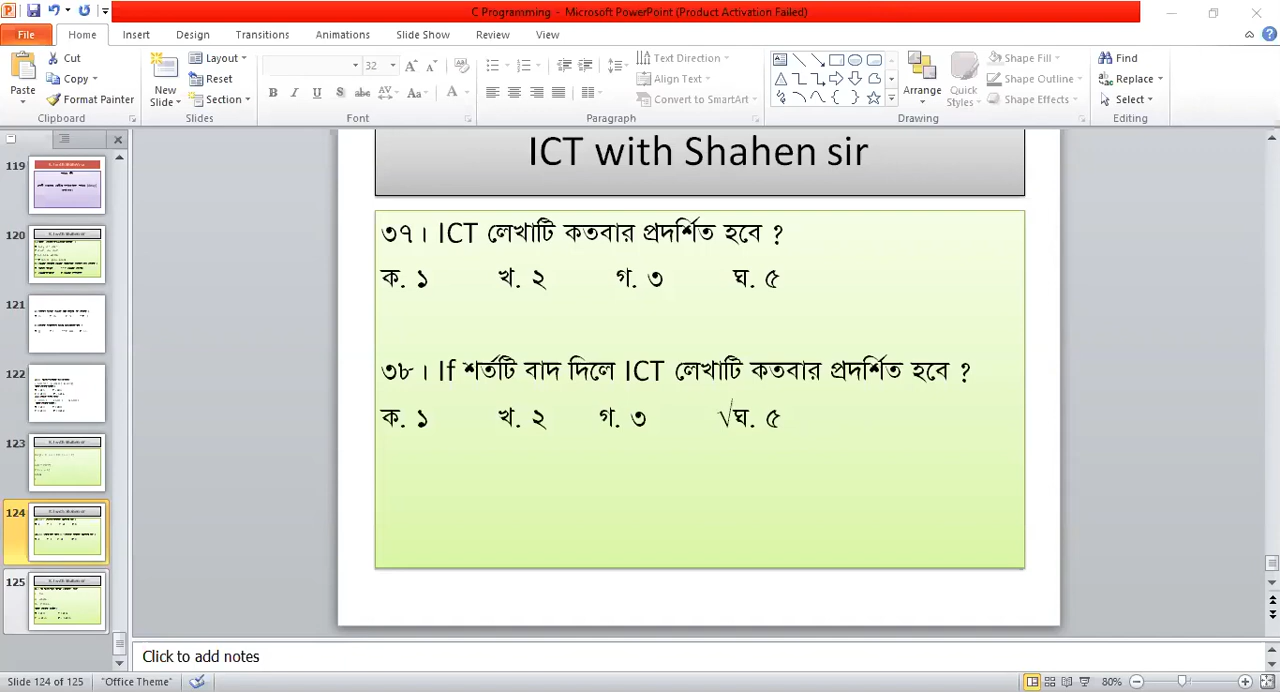 C Programming - Microsoft PowerPoint (Product Activation Failed)
File Home Insert Design Transitions Animations Slide Show Review View
Paste Cut Copy Format Painter
Clipboard
New Slide Layout Reset Section
Slides
32
B I U S abc AV Aa A
Font
Text Direction Align Text Convert to SmartArt
Paragraph
Arrange Quick Styles Shape Fill Shape Outline Shape Effects
Drawing
Find Replace Select
Editing
119
120
121
122
123
124
125
ICT with Shahen sir
৩৭। ICT লেখাটি কতবার প্রদর্শিত হবে ?
ক. ১ খ. ২ গ. ৩ ঘ. ৫
৩৮। If শর্তটি বাদ দিলে ICT লেখাটি কতবার প্রদর্শিত হবে ?
ক. ১ খ. ২ গ. ৩ √ঘ. ৫
Click to add notes
Slide 124 of 125 "Office Theme" 80%